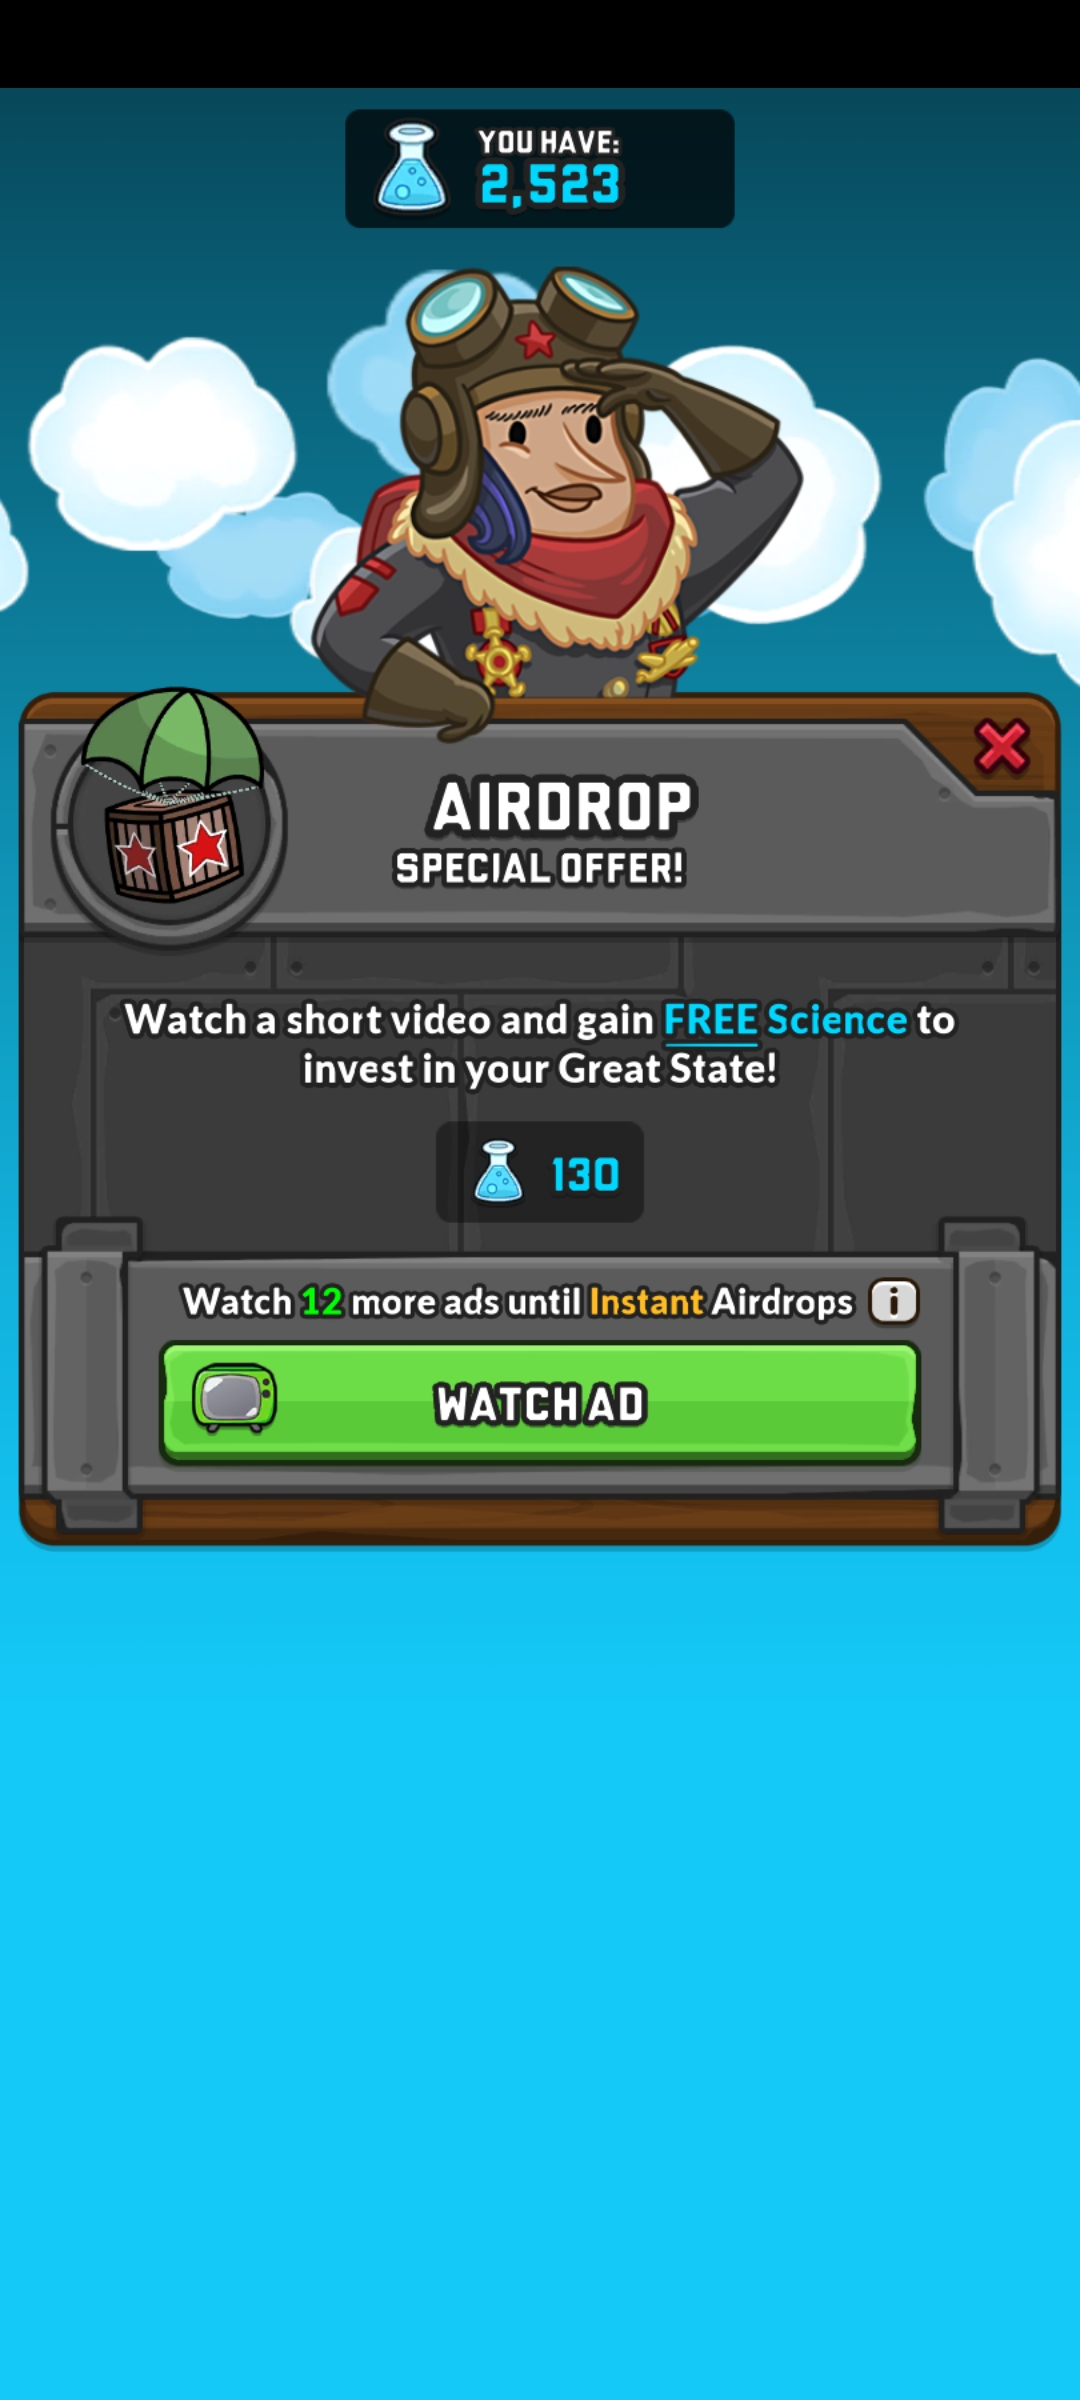 YOU HAVE:
2,523
AIRDROP
SPECIAL OFFER!
Watch a short video and gain FREE Science to
invest in your Great State!
130
Watch 12 more ads until Instant Airdrops i
WATCH AD